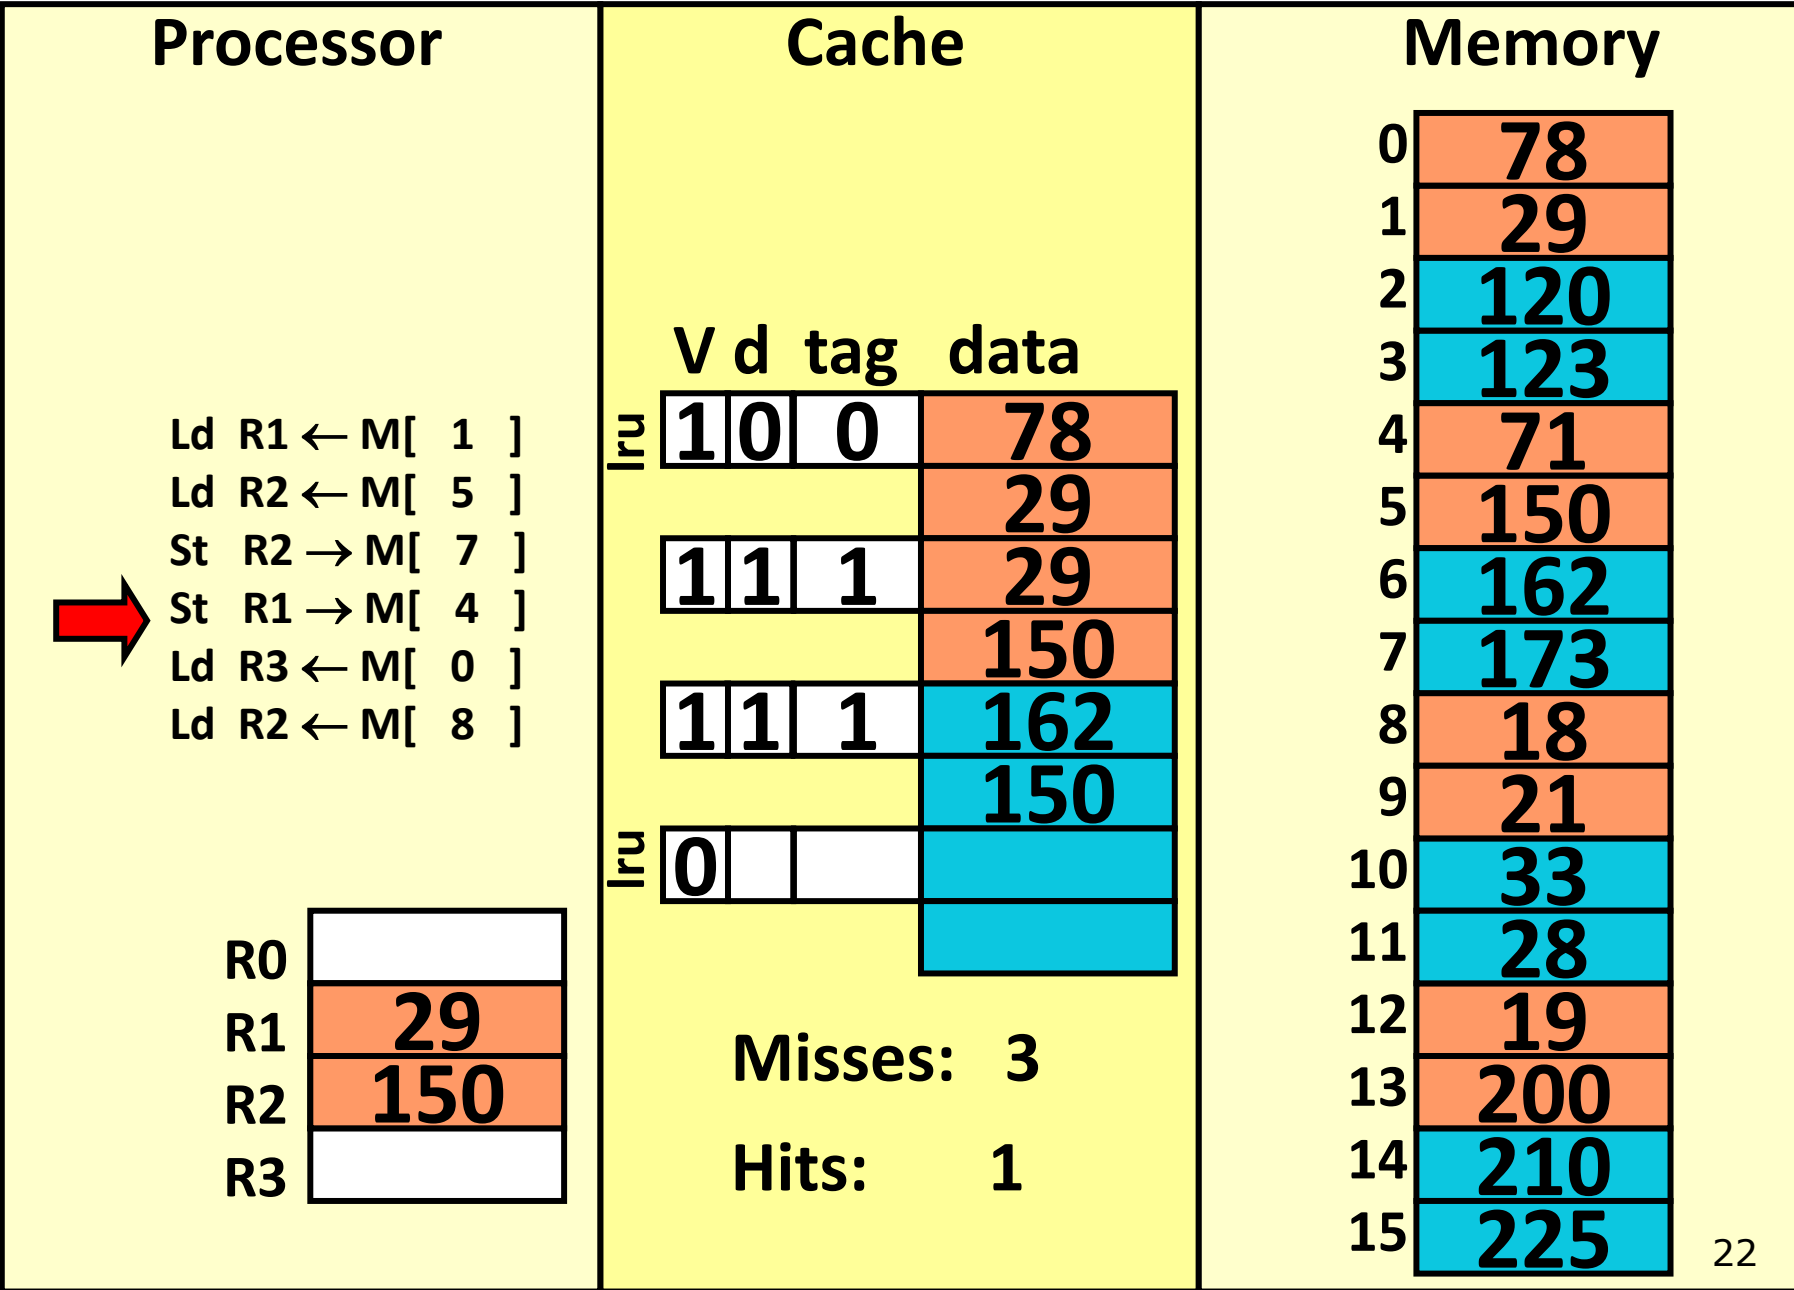 Processor
Ld R1 ← M[ 1 ]
Ld R2 ← M[ 5 ]
St R2 → M[ 7 ]
St R1 → M[ 4 ]
Ld R3 ← M[ 0 ]
Ld R2 ← M[ 8 ]
R0
R1 29
R2 150
R3
Cache
V d tag data
lru 1 0 0 78
29
1 1 1 29
150
1 1 1 162
150
lru 0
Misses: 3
Hits: 1
Memory
0 78
1 29
2 120
3 123
4 71
5 150
6 162
7 173
8 18
9 21
10 33
11 28
12 19
13 200
14 210
15 225
22